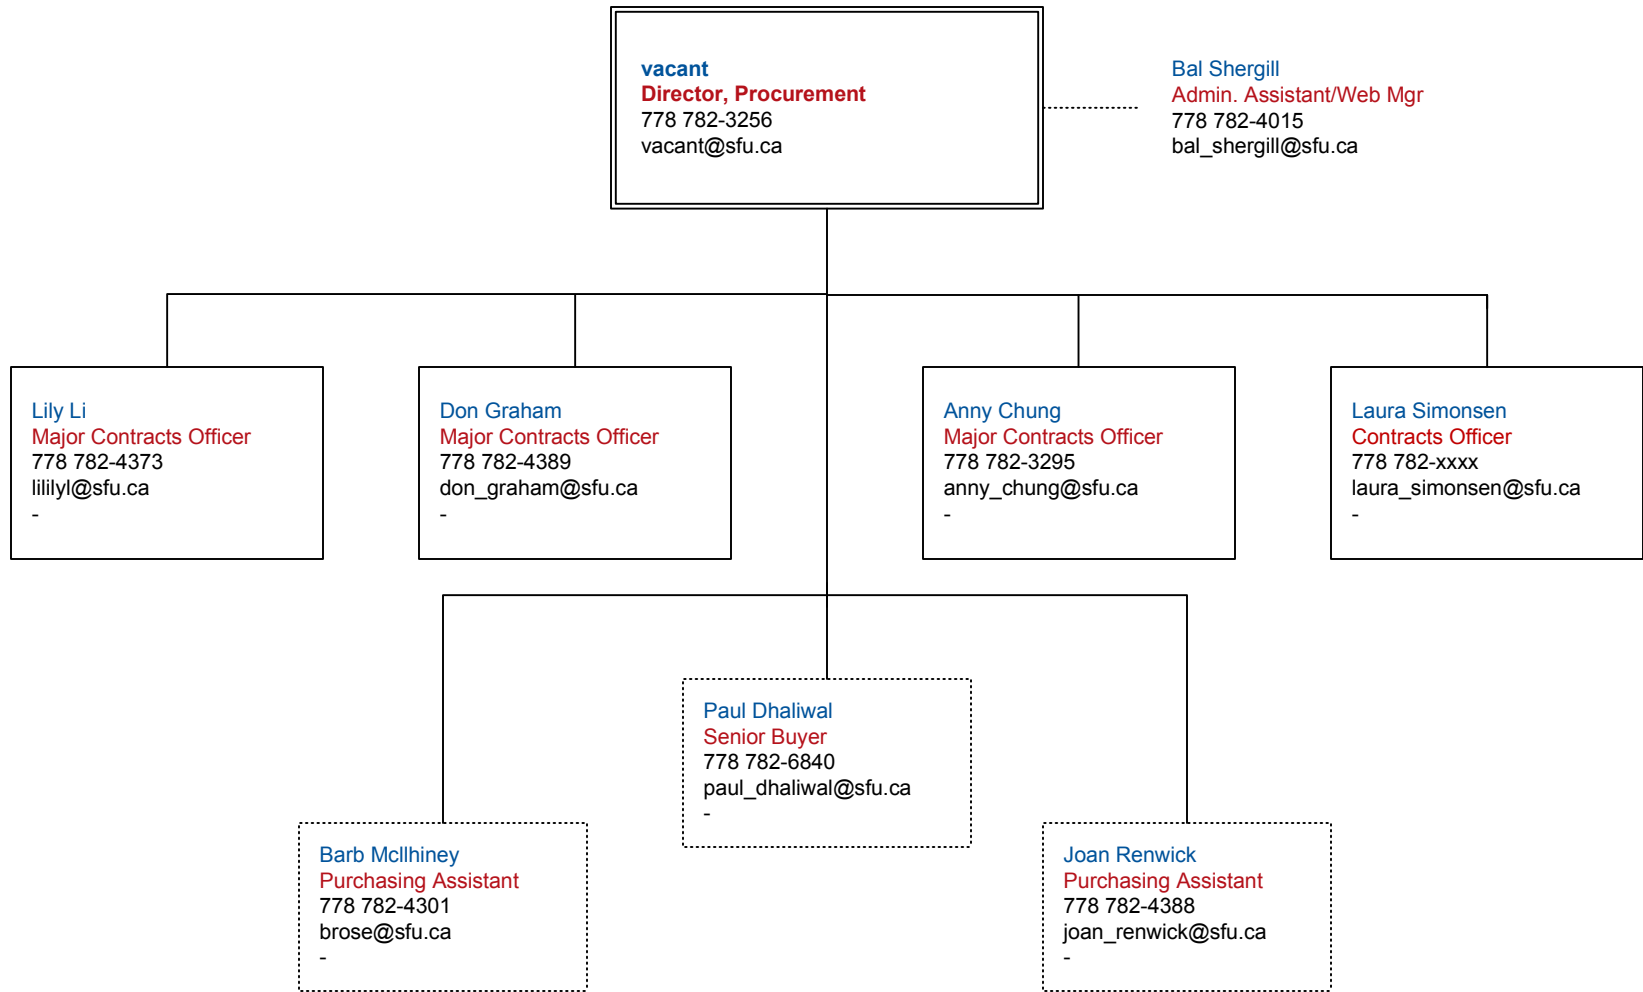 vacant
Director, Procurement
778 782-3256
vacant@sfu.ca
Bal Shergill
Admin. Assistant/Web Mgr
778 782-4015
bal_shergill@sfu.ca
Lily Li
Major Contracts Officer
778 782-4373
lililyl@sfu.ca
-
Don Graham
Major Contracts Officer
778 782-4389
don_graham@sfu.ca
-
Anny Chung
Major Contracts Officer
778 782-3295
anny_chung@sfu.ca
-
Laura Simonsen
Contracts Officer
778 782-xxxx
laura_simonsen@sfu.ca
-
Paul Dhaliwal
Senior Buyer
778 782-6840
paul_dhaliwal@sfu.ca
-
Barb McIlhiney
Purchasing Assistant
778 782-4301
brose@sfu.ca
-
Joan Renwick
Purchasing Assistant
778 782-4388
joan_renwick@sfu.ca
-